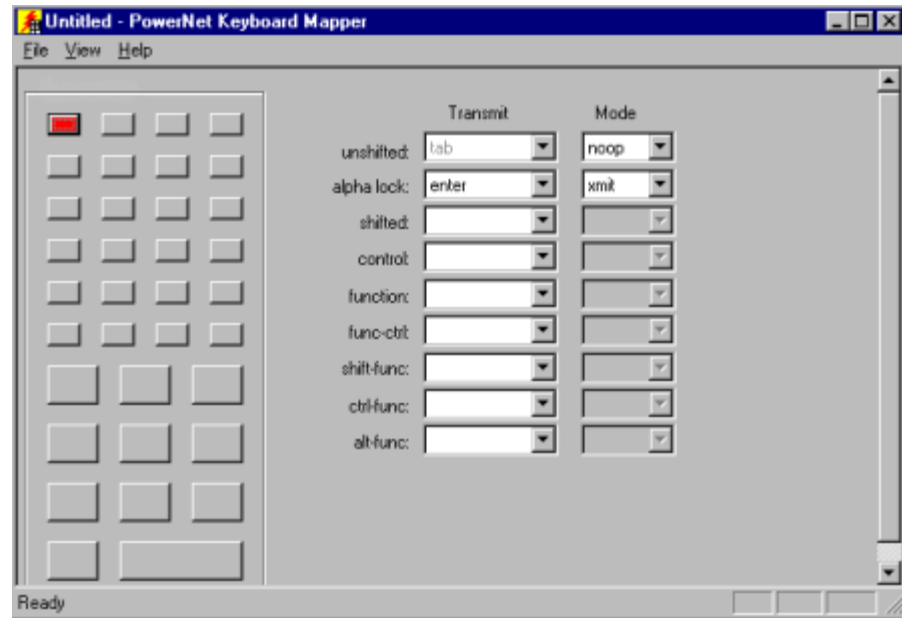 Untitled - PowerNet Keyboard Mapper
File View Help
Transmit Mode
unshifted: tab noop
alpha lock: enter xmit
shifted:
control:
function:
func-ctrl:
shift-func:
ctrl-func:
alt-func:
Ready